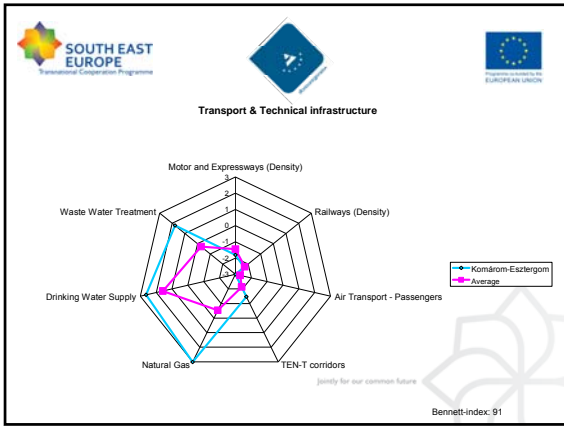 SOUTH EAST
EUROPE
Transnational Cooperation Programme
Programme co-funded by the
EUROPEAN UNION
Transport & Technical infrastructure
Motor and Expressways (Density)
3
2
1
0
-1
-2
-3
Waste Water Treatment
Railways (Density)
Drinking Water Supply
Air Transport - Passengers
Natural Gas
TEN-T corridors
Komárom-Esztergom
Average
Jointly for our common future
Bennett-index: 91